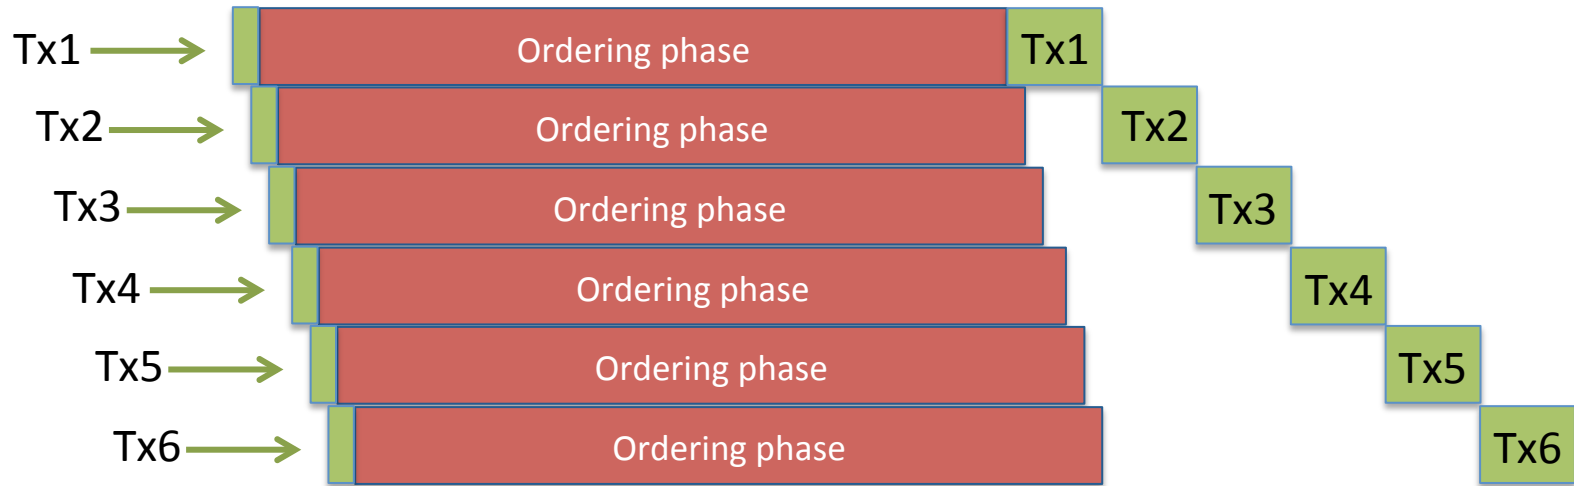 Tx1 Ordering phase Tx1
Tx2 Ordering phase Tx2
Tx3 Ordering phase Tx3
Tx4 Ordering phase Tx4
Tx5 Ordering phase Tx5
Tx6 Ordering phase Tx6